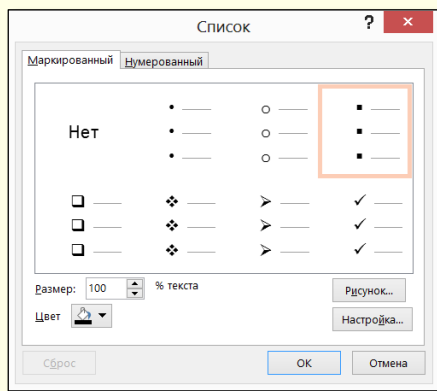 Список
Маркированный Нумерованный
Нет
Размер: 100 % текста
Рисунок...
Цвет
Настройка...
Сброс ОК Отмена